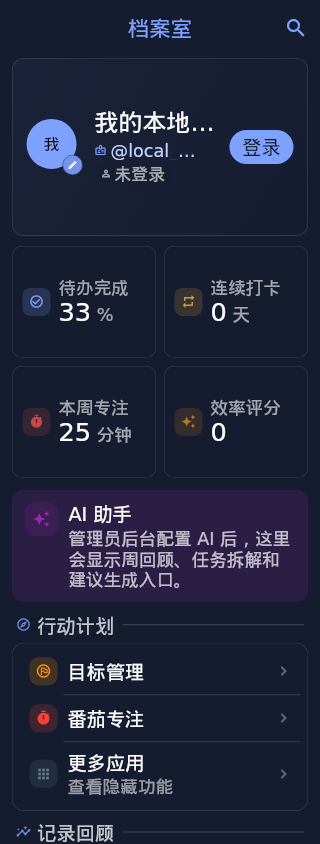 档案室
我
我的本地...
@local_...
未登录
登录
待办完成
33 %
连续打卡
0 天
本周专注
25 分钟
效率评分
0
AI 助手
管理员后台配置 AI 后，这里
会显示周回顾、任务拆解和
建议生成入口。
行动计划
目标管理
番茄专注
更多应用
查看隐藏功能
记录回顾